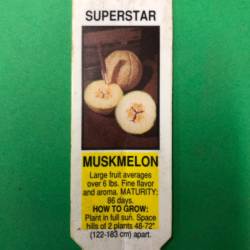 SUPERSTAR
MUSKMELON
Large fruit averages
over 6 lbs. Fine flavor
and aroma. MATURITY:
86 days.
HOW TO GROW:
Plant in full sun. Space
hills of 2 plants 48-72"
(122-183 cm) apart.